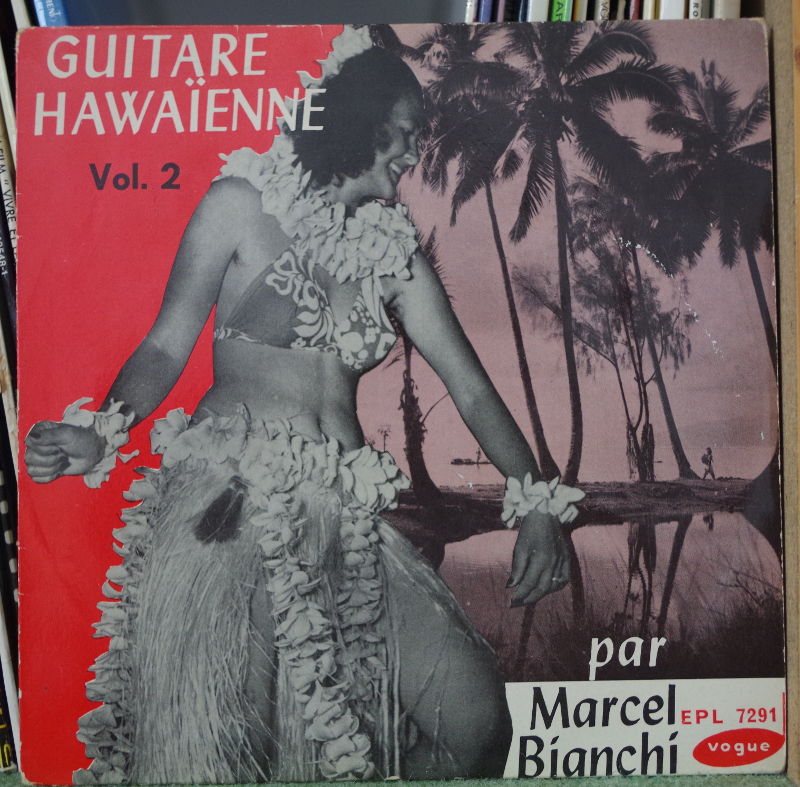 GUITARE
HAWAÏENNE
Vol. 2
par
Marcel
Bianchi
EPL 7291
vogue